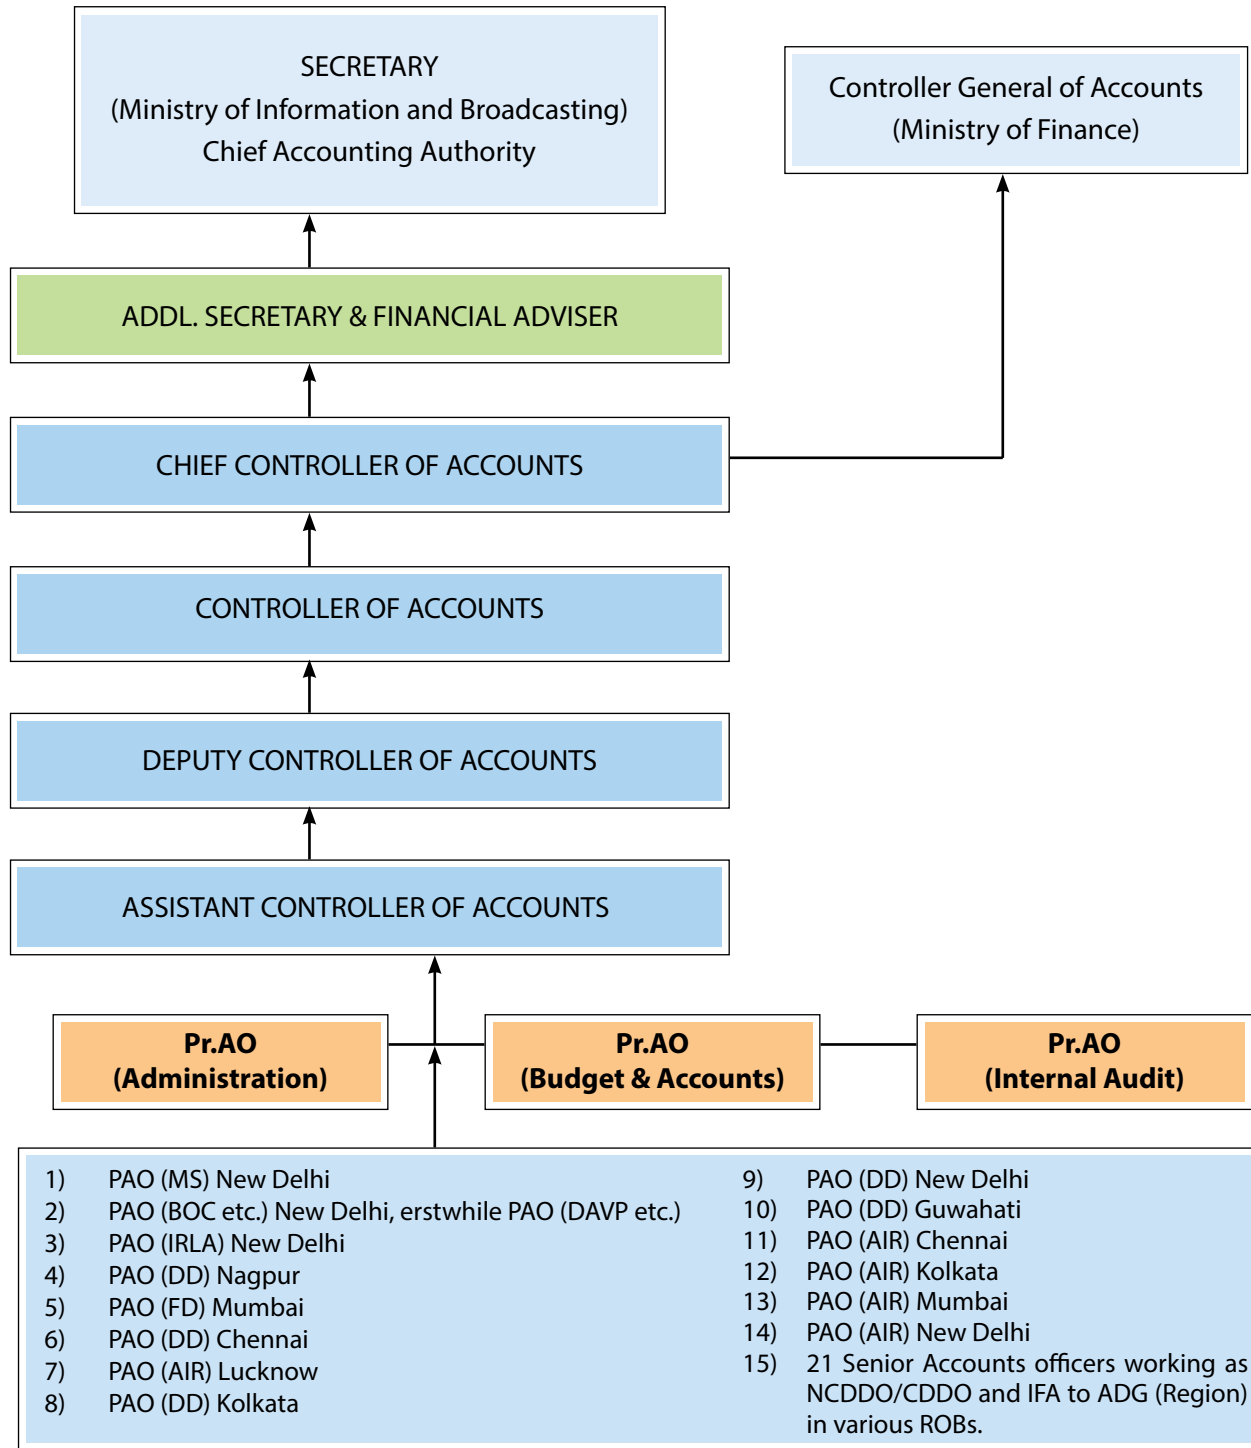 SECRETARY
(Ministry of Information and Broadcasting)
Chief Accounting Authority
Controller General of Accounts
(Ministry of Finance)
ADDL. SECRETARY & FINANCIAL ADVISER
CHIEF CONTROLLER OF ACCOUNTS
CONTROLLER OF ACCOUNTS
DEPUTY CONTROLLER OF ACCOUNTS
ASSISTANT CONTROLLER OF ACCOUNTS
Pr.AO
(Administration)
Pr.AO
(Budget & Accounts)
Pr.AO
(Internal Audit)
1) PAO (MS) New Delhi
2) PAO (BOC etc.) New Delhi, erstwhile PAO (DAVP etc.)
3) PAO (IRLA) New Delhi
4) PAO (DD) Nagpur
5) PAO (FD) Mumbai
6) PAO (DD) Chennai
7) PAO (AIR) Lucknow
8) PAO (DD) Kolkata
9) PAO (DD) New Delhi
10) PAO (DD) Guwahati
11) PAO (AIR) Chennai
12) PAO (AIR) Kolkata
13) PAO (AIR) Mumbai
14) PAO (AIR) New Delhi
15) 21 Senior Accounts officers working as
NCDDO/CDDO and IFA to ADG (Region)
in various ROBs.